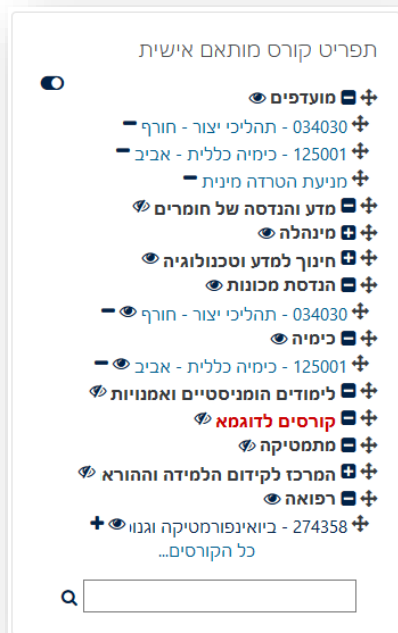 תפריט קורס מותאם אישית
מועדפים
034030 - תהליכי יצור - חורף
125001 - כימיה כללית - אביב
מניעת הטרדה מינית
מדע והנדסה של חומרים
מינהלה
חינוך למדע וטכנולוגיה
הנדסת מכונות
034030 - תהליכי יצור - חורף
כימיה
125001 - כימיה כללית - אביב
לימודים הומניסטיים ואמנויות
קורסים לדוגמא
מתמטיקה
המרכז לקידום הלמידה וההורא
רפואה
274358 - ביואינפורמטיקה וגנו
כל הקורסים...